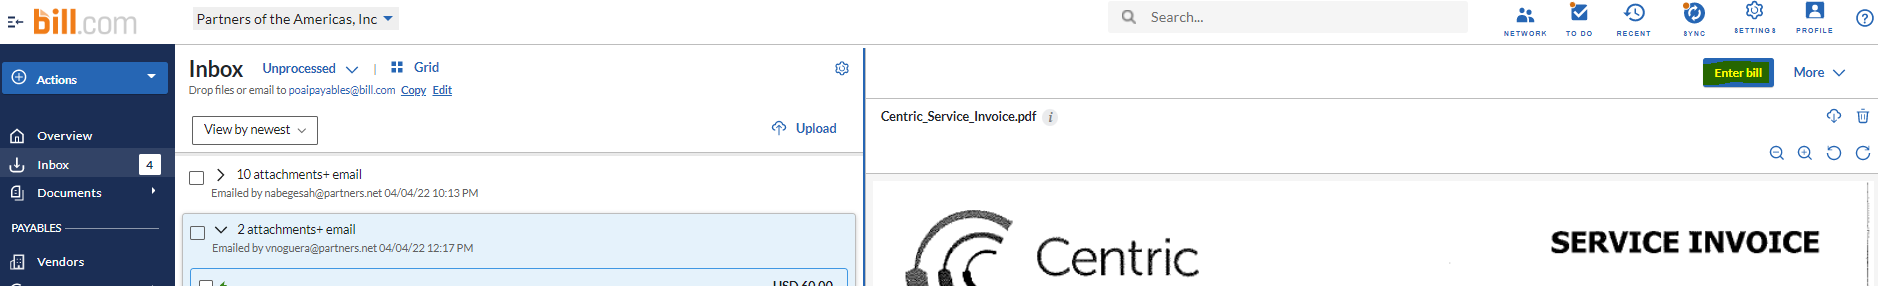 bill.com
Partners of the Americas, Inc
Search...
NETWORK
TO DO
RECENT
SYNC
SETTINGS
PROFILE
Actions
Overview
Inbox
4
Documents
PAYABLES
Vendors
Inbox
Unprocessed
|
Grid
Drop files or email to poaipayables@bill.com Copy Edit
View by newest
Upload
10 attachments+ email
Emailed by nabegesah@partners.net 04/04/22 10:13 PM
2 attachments+ email
Emailed by vnoguera@partners.net 04/04/22 12:17 PM
USD 60.00
Enter bill
More
Centric_Service_Invoice.pdf
Centric
SERVICE INVOICE